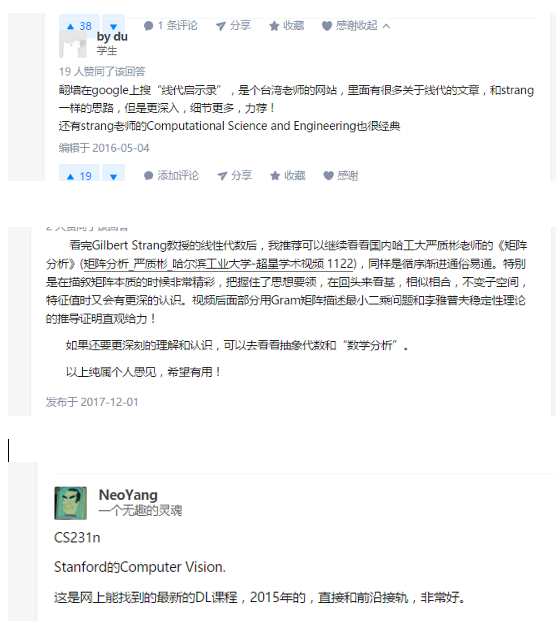 38 1 条评论 分享 收藏 感谢收起
by du
学生
19 人赞同了该回答
翻墙在google上搜“线代启示录”，是个台湾老师的网站，里面有很多关于线代的文章，和strang
一样的思路，但是更深入，细节更多，力荐！
还有strang老师的Computational Science and Engineering也很经典
编辑于 2016-05-04
19 添加评论 分享 收藏 感谢
2 人赞同了该回答
看完Gilbert Strang教授的线性代数后，我推荐可以继续看看国内哈工大严质彬老师的《矩阵
分析》(矩阵分析_严质彬_哈尔滨工业大学-超星学术视频 1122)，同样是循序渐进通俗易通。特别
是在描叙矩阵本质的时候非常精彩，把握住了思想要领，在回头来看基，相似相合，不变子空间，
特征值时又会有更深的认识。视频后面部分用Gram矩阵描述最小二乘问题和李雅普夫稳定性理论
的推导证明直观给力！
如果还要更深刻的理解和认识，可以去看看抽象代数和“数学分析”。
以上纯属个人愚见，希望有用！
发布于 2017-12-01
NeoYang
一个无趣的灵魂
CS231n
Stanford的Computer Vision.
这是网上能找到的最新的DL课程，2015年的，直接和前沿接轨，非常好。